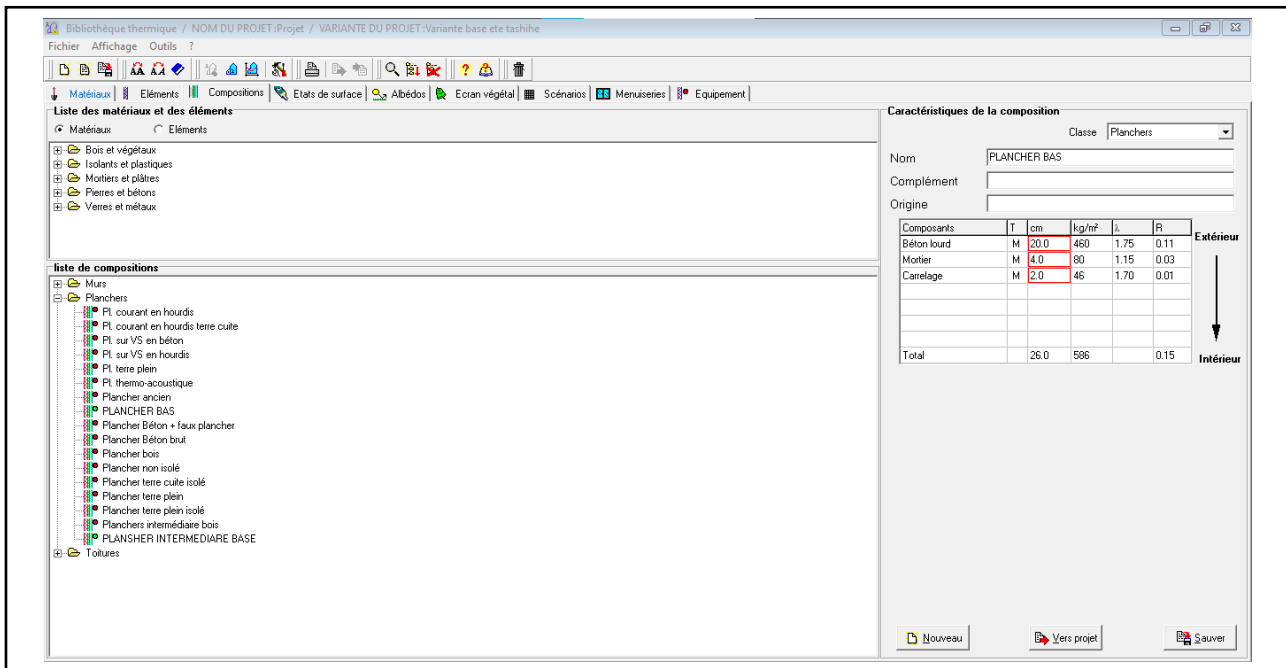 Bibliothèque thermique / NOM DU PROJET :Projet / VARIANTE DU PROJET :Variante base ete tashihe
Fichier Affichage Outils ?
Matériaux Eléments Compositions Etats de surface Albédos Ecran végétal Scénarios Menuiseries Equipement
Liste des matériaux et des éléments
Matériaux Eléments
Bois et végétaux
Isolants et plastiques
Mortiers et plâtres
Pierres et bétons
Verres et métaux
liste de compositions
Murs
Planchers
Pl. courant en hourdis
Pl. courant en hourdis terre cuite
Pl. sur VS en béton
Pl. sur VS en hourdis
Pl. terre plein
Pl. thermo-acoustique
Plancher ancien
PLANCHER BAS
Plancher Béton + faux plancher
Plancher Béton brut
Plancher bois
Plancher non isolé
Plancher terre cuite isolé
Plancher terre plein
Plancher terre plein isolé
Planchers intermédiaire bois
PLANSHER INTERMEDIARE BASE
Toitures
Caractéristiques de la composition
Classe Planchers
Nom PLANCHER BAS
Complément
Origine
Composants T cm kg/m² λ R
Béton lourd M 20.0 460 1.75 0.11
Mortier M 4.0 80 1.15 0.03
Carrelage M 2.0 46 1.70 0.01
Total 26.0 586 0.15
Extérieur
Intérieur
Nouveau Vers projet Sauver